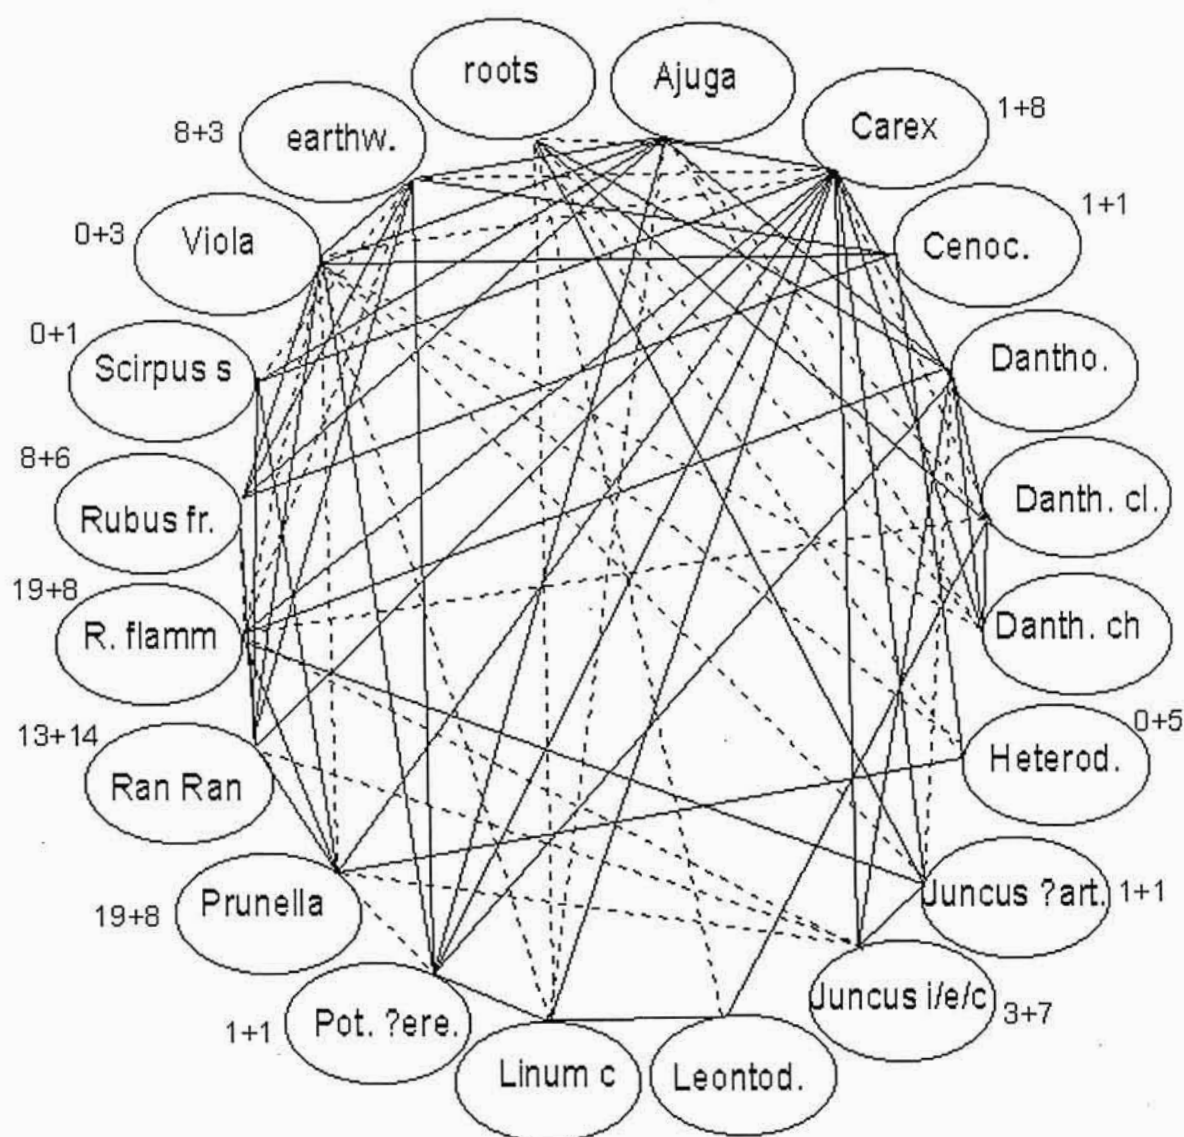 roots
Ajuga
earthw.
8+3
Carex
1+8
Viola
0+3
Cenoc.
1+1
Scirpus s
0+1
Dantho.
Rubus fr.
8+6
Danth. cl.
R. flamm
19+8
Danth. ch
Ran Ran
13+14
Heterod.
0+5
Prunella
19+8
Juncus ?art.
1+1
Pot. ?ere.
1+1
Juncus i/e/c
3+7
Linum c
Leontod.